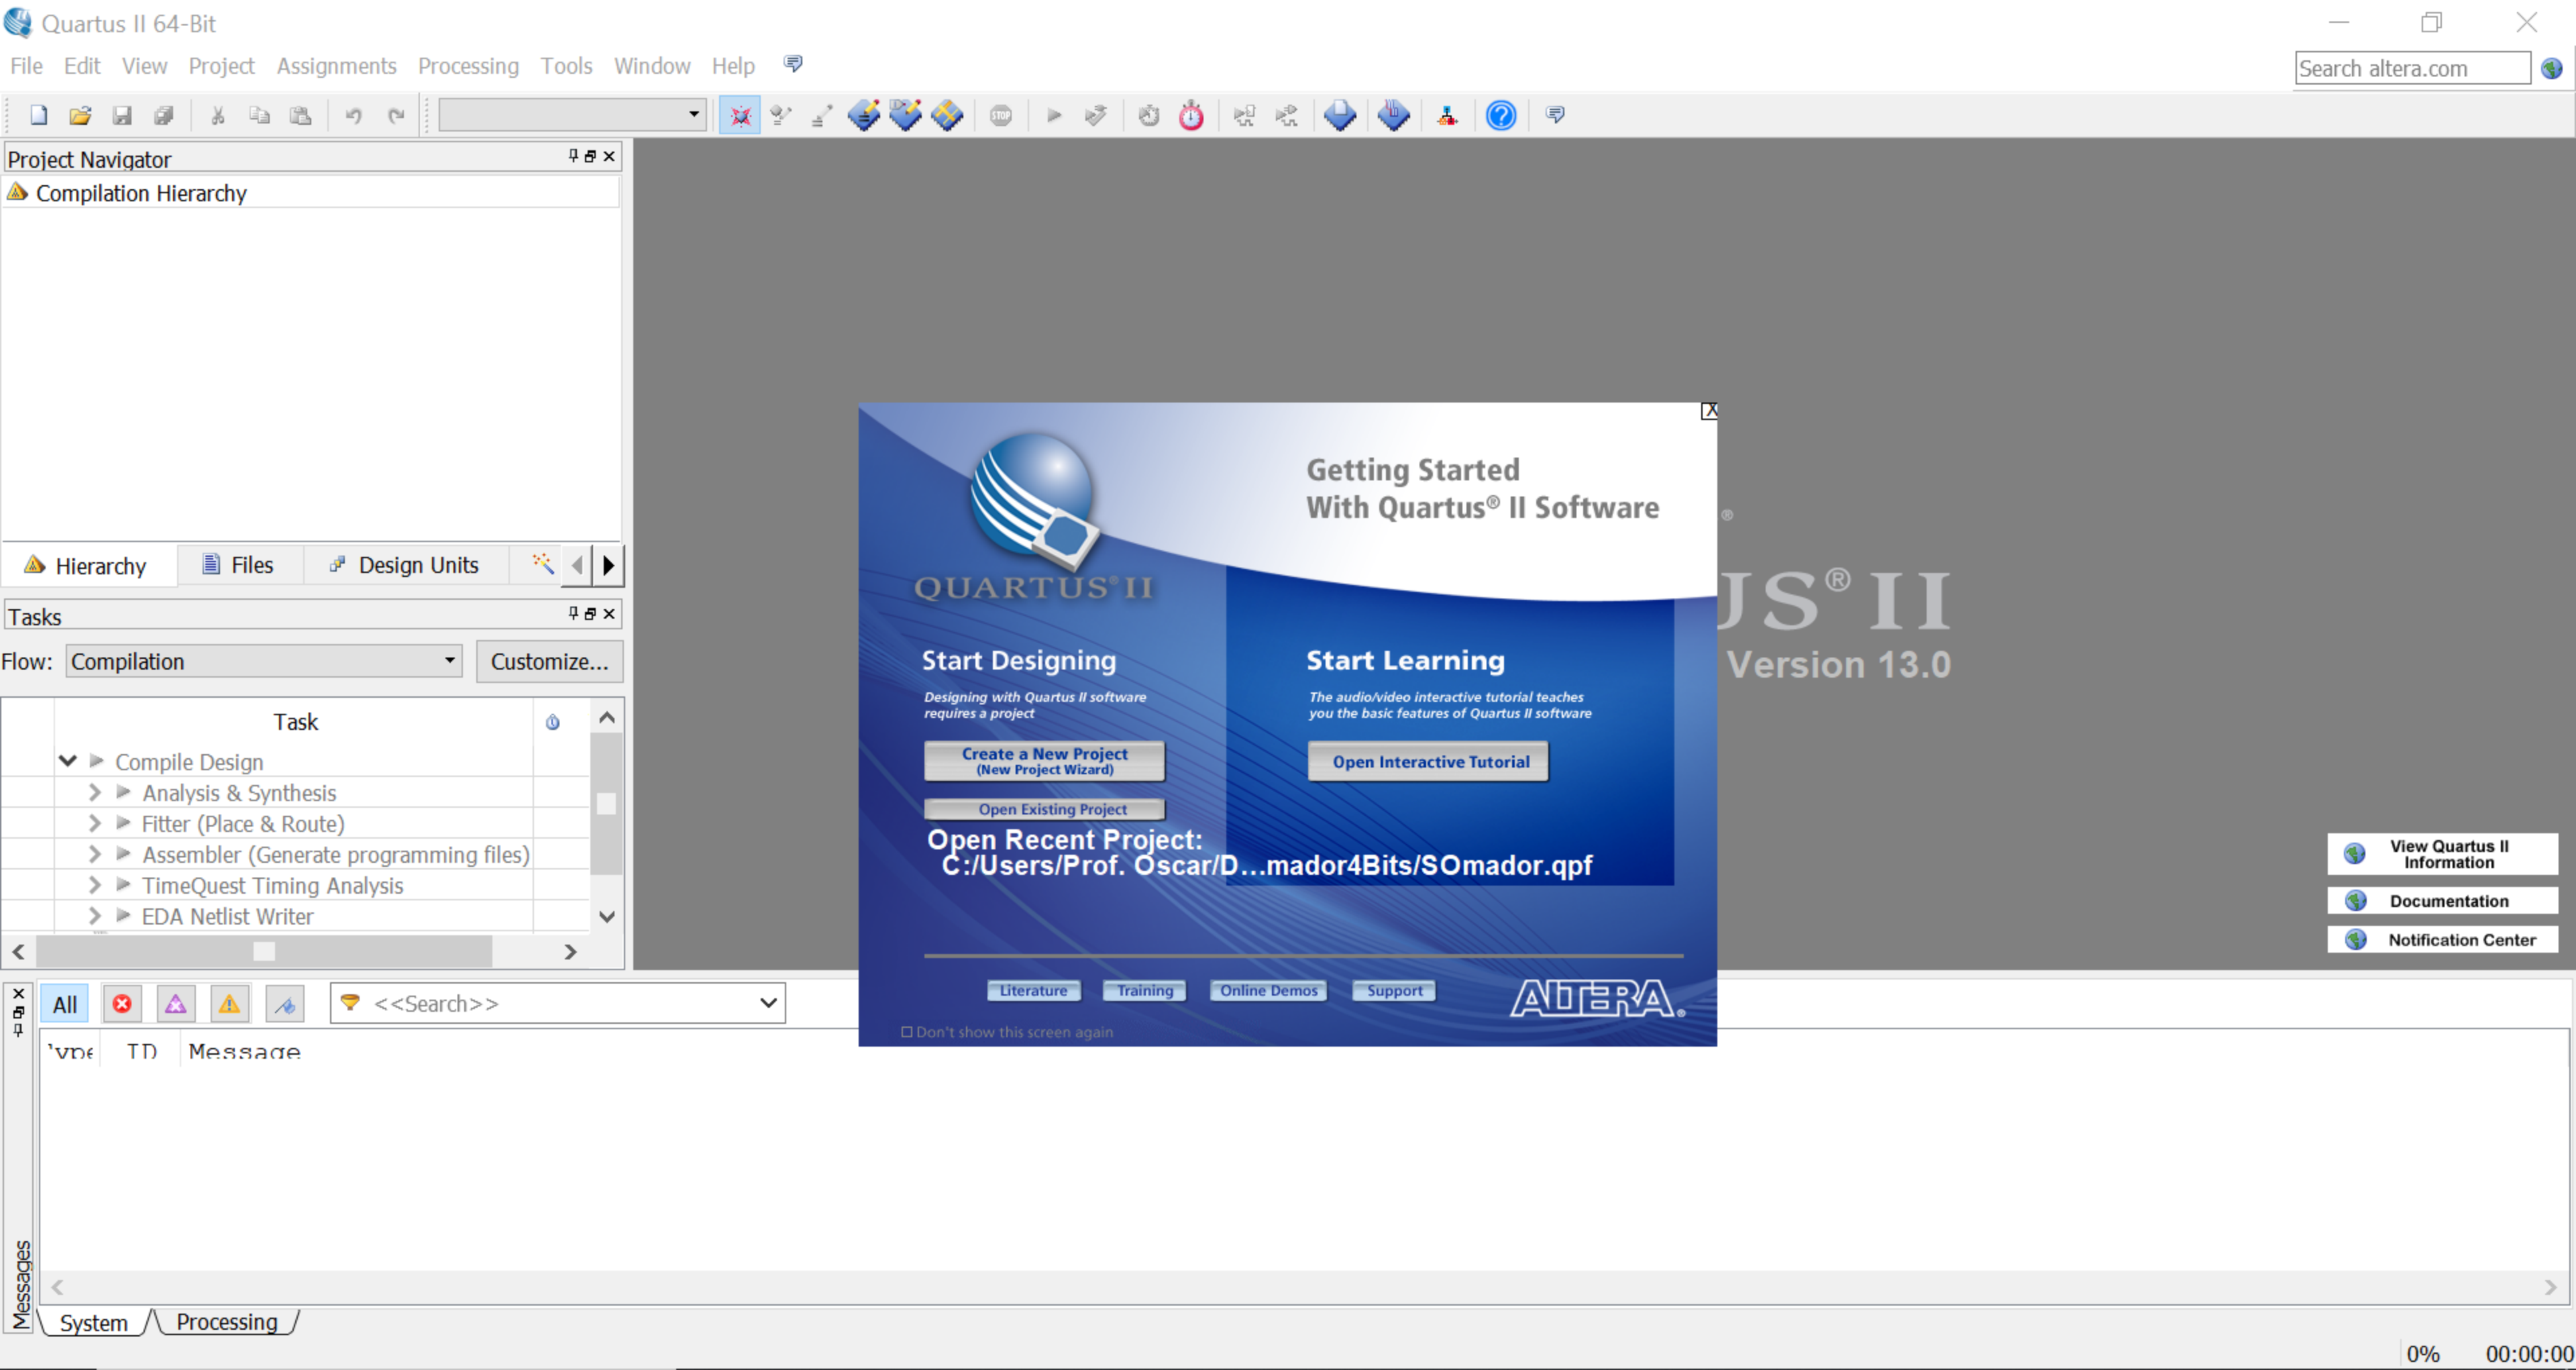 Quartus II 64-Bit
File Edit View Project Assignments Processing Tools Window Help
Search altera.com
STOP
Project Navigator
Compilation Hierarchy
Hierarchy Files Design Units
Tasks
Flow: Compilation Customize...
Task
Compile Design
Analysis & Synthesis
Fitter (Place & Route)
Assembler (Generate programming files)
TimeQuest Timing Analysis
EDA Netlist Writer
X
Getting Started
With Quartus® II Software
QUARTUS® II
Start Designing
Designing with Quartus II software
requires a project
Create a New Project
(New Project Wizard)
Open Existing Project
Open Recent Project:
C:/Users/Prof. Oscar/D...mador4Bits/SOmador.qpf
Start Learning
The audio/video interactive tutorial teaches
you the basic features of Quartus II software
Open Interactive Tutorial
Literature Training Online Demos Support
ALTERA®
Don't show this screen again
®
US® II
Version 13.0
View Quartus II
Information
Documentation
Notification Center
All <<Search>>
ype ID Message
Messages
System Processing
0% 00:00:00